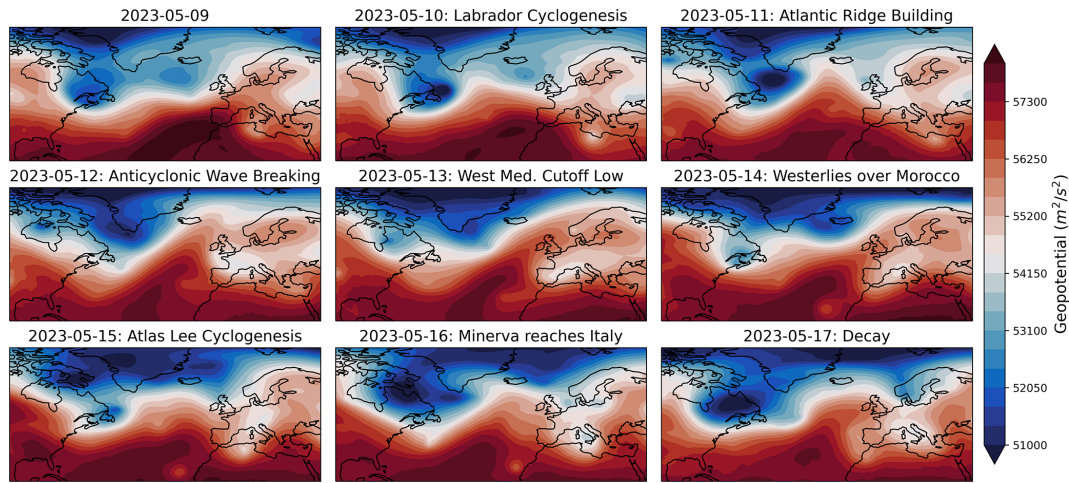 2023-05-09
2023-05-10: Labrador Cyclogenesis
2023-05-11: Atlantic Ridge Building
2023-05-12: Anticyclonic Wave Breaking
2023-05-13: West Med. Cutoff Low
2023-05-14: Westerlies over Morocco
2023-05-15: Atlas Lee Cyclogenesis
2023-05-16: Minerva reaches Italy
2023-05-17: Decay
57300
56250
55200
54150
53100
52050
51000
Geopotential (m²/s²)